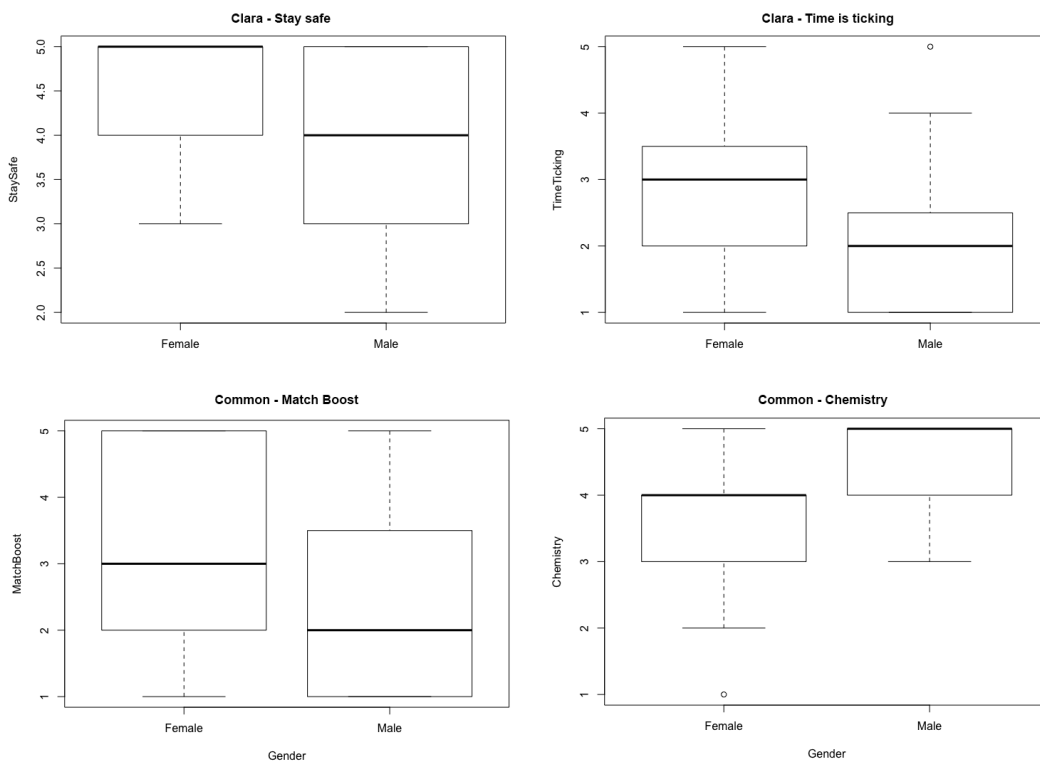 Clara - Stay safe
StaySafe
5.0
4.5
4.0
3.5
3.0
2.5
2.0
Female Male
Clara - Time is ticking
TimeTicking
5
4
3
2
1
Female Male
Common - Match Boost
MatchBoost
5
4
3
2
1
Female Male
Gender
Common - Chemistry
Chemistry
5
4
3
2
1
Female Male
Gender